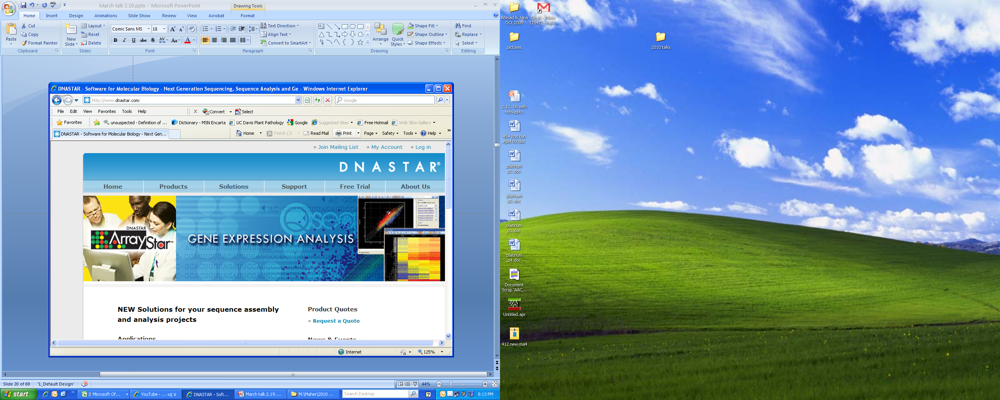 March talk 2.19.pptx - Microsoft PowerPoint
Drawing Tools
Home Insert Design Animations Slide Show Review View Acrobat Format
Paste
Cut
Copy
Format Painter
Clipboard
New Slide
Layout
Reset
Delete
Slides
Comic Sans MS 18
B I U abc S AV Aa A
Font
Text Direction
Align Text
Convert to SmartArt
Paragraph
Arrange
Quick Styles
Shape Fill
Shape Outline
Shape Effects
Drawing
Find
Replace
Select
Editing
DNASTAR - Software for Molecular Biology - Next Generation Sequencing, Sequence Analysis and Ge - Windows Internet Explorer
http://www.dnastar.com/
Google
File Edit View Favorites Tools Help
Convert Select
Favorites
unsuspected - Definition of ...
Dictionary - MSN Encarta
UC Davis Plant Pathology
Google
Suggested Sites
Free Hotmail
Web Slice Gallery
DNASTAR - Software for Molecular Biology - Next Gen...
Home Feeds (J) Read Mail Print Page Safety Tools Help
» Join Mailing List » My Account » Log in
DNASTAR®
Home Products Solutions Support Free Trial About Us
DNASTAR
ArrayStar™
Qseq
GENE EXPRESSION ANALYSIS
NEW Solutions for your sequence assembly
and analysis projects
Product Quotes
» Request a Quote
Applications
News & Events
Internet
125%
Slide 20 of 69
"1_Default Design"
44%
start
2 Microsoft Of...
YouTube - ... لا إله
DNASTAR - Soft...
March talk 2.19....
M:\Maher\2010 ...
Search Desktop
8:13 PM
Ahmad & Jana
OCt 2009
Gmail - Inbox
(1547) - mal...
pictures
2010 talks
2.12. 08 with
nots.pptx
454 2nd run
April 09.doc
platinum
p1.doc
platinum
p2.doc
platinum
p3.doc
platinum
p4.doc
Document
Scrap 'AAC...
Untitled.apr
412 new.ma4